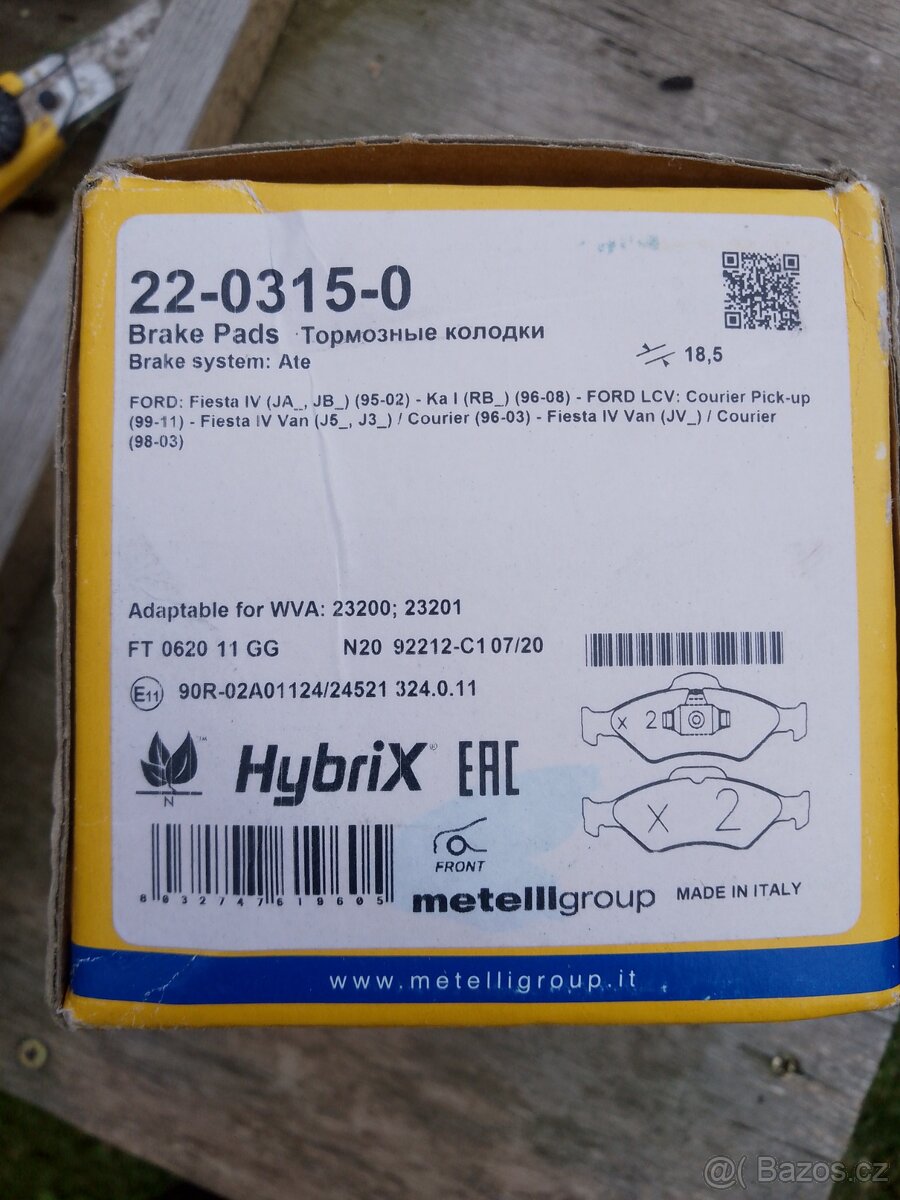 22-0315-0
Brake Pads Тормозные колодки
Brake system: Ate
18,5
FORD: Fiesta IV (JA_, JB_) (95-02) - Ka I (RB_) (96-08) - FORD LCV: Courier Pick-up
(99-11) - Fiesta IV Van (J5_, J3_) / Courier (96-03) - Fiesta IV Van (JV_) / Courier
(98-03)
Adaptable for WVA: 23200; 23201
FT 0620 11 GG N20 92212-C1 07/20
E11 90R-02A01124/24521 324.0.11
x 2
N ™
HybriX® EAC
x 2
FRONT
8032747619605
metelligroup MADE IN ITALY
www.metelligroup.it
@( Bazos.cz